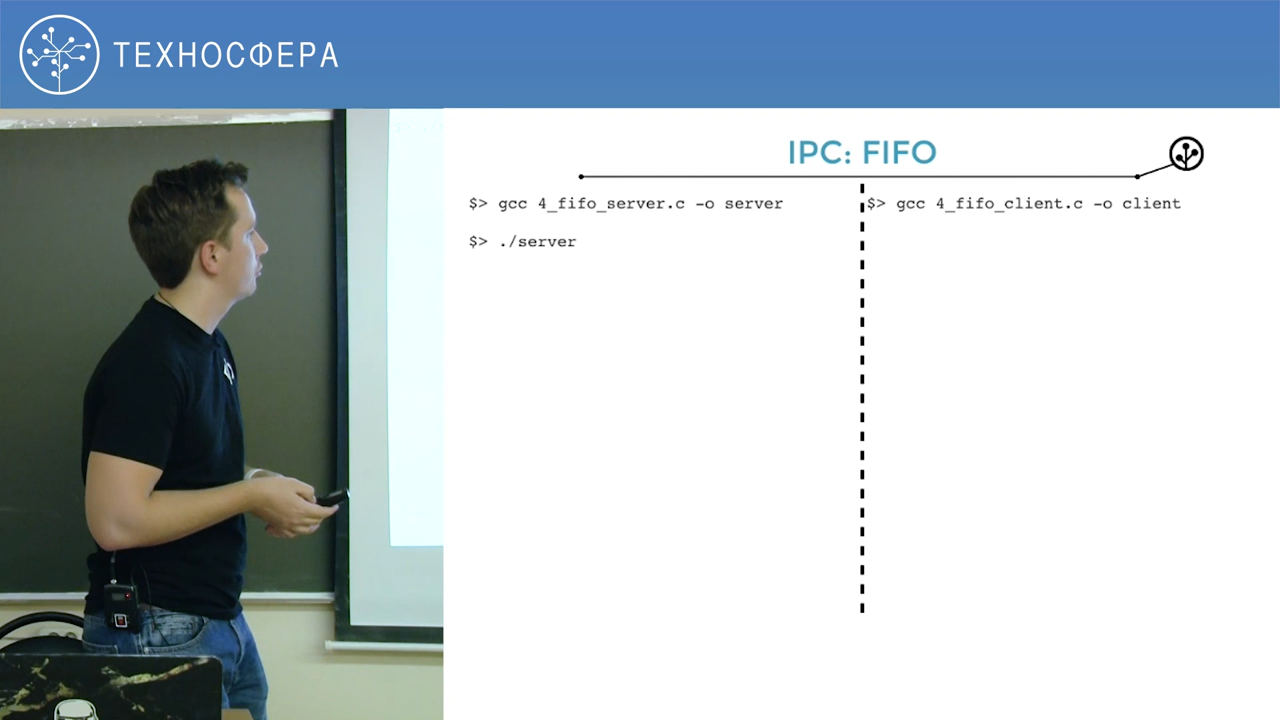 ТЕХНОСФЕРА
IPC: FIFO
$> gcc 4_fifo_server.c -o server
$> ./server
$> gcc 4_fifo_client.c -o client